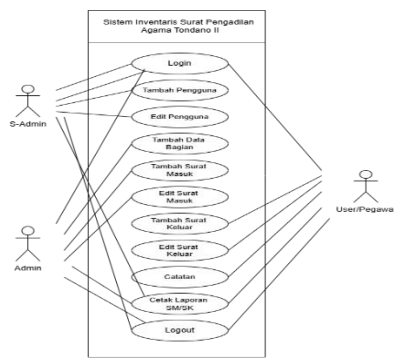 Sistem Inventaris Surat Pengadilan
Agama Tondano II
Login
Tambah Pengguna
Edit Pengguna
Tambah Data
Bagian
Tambah Surat
Masuk
Edit Surat
Masuk
Tambah Surat
Keluar
Edit Surat
Keluar
Catatan
Cetak Laporan
SM/SK
Logout
S-Admin
Admin
User/Pegawa